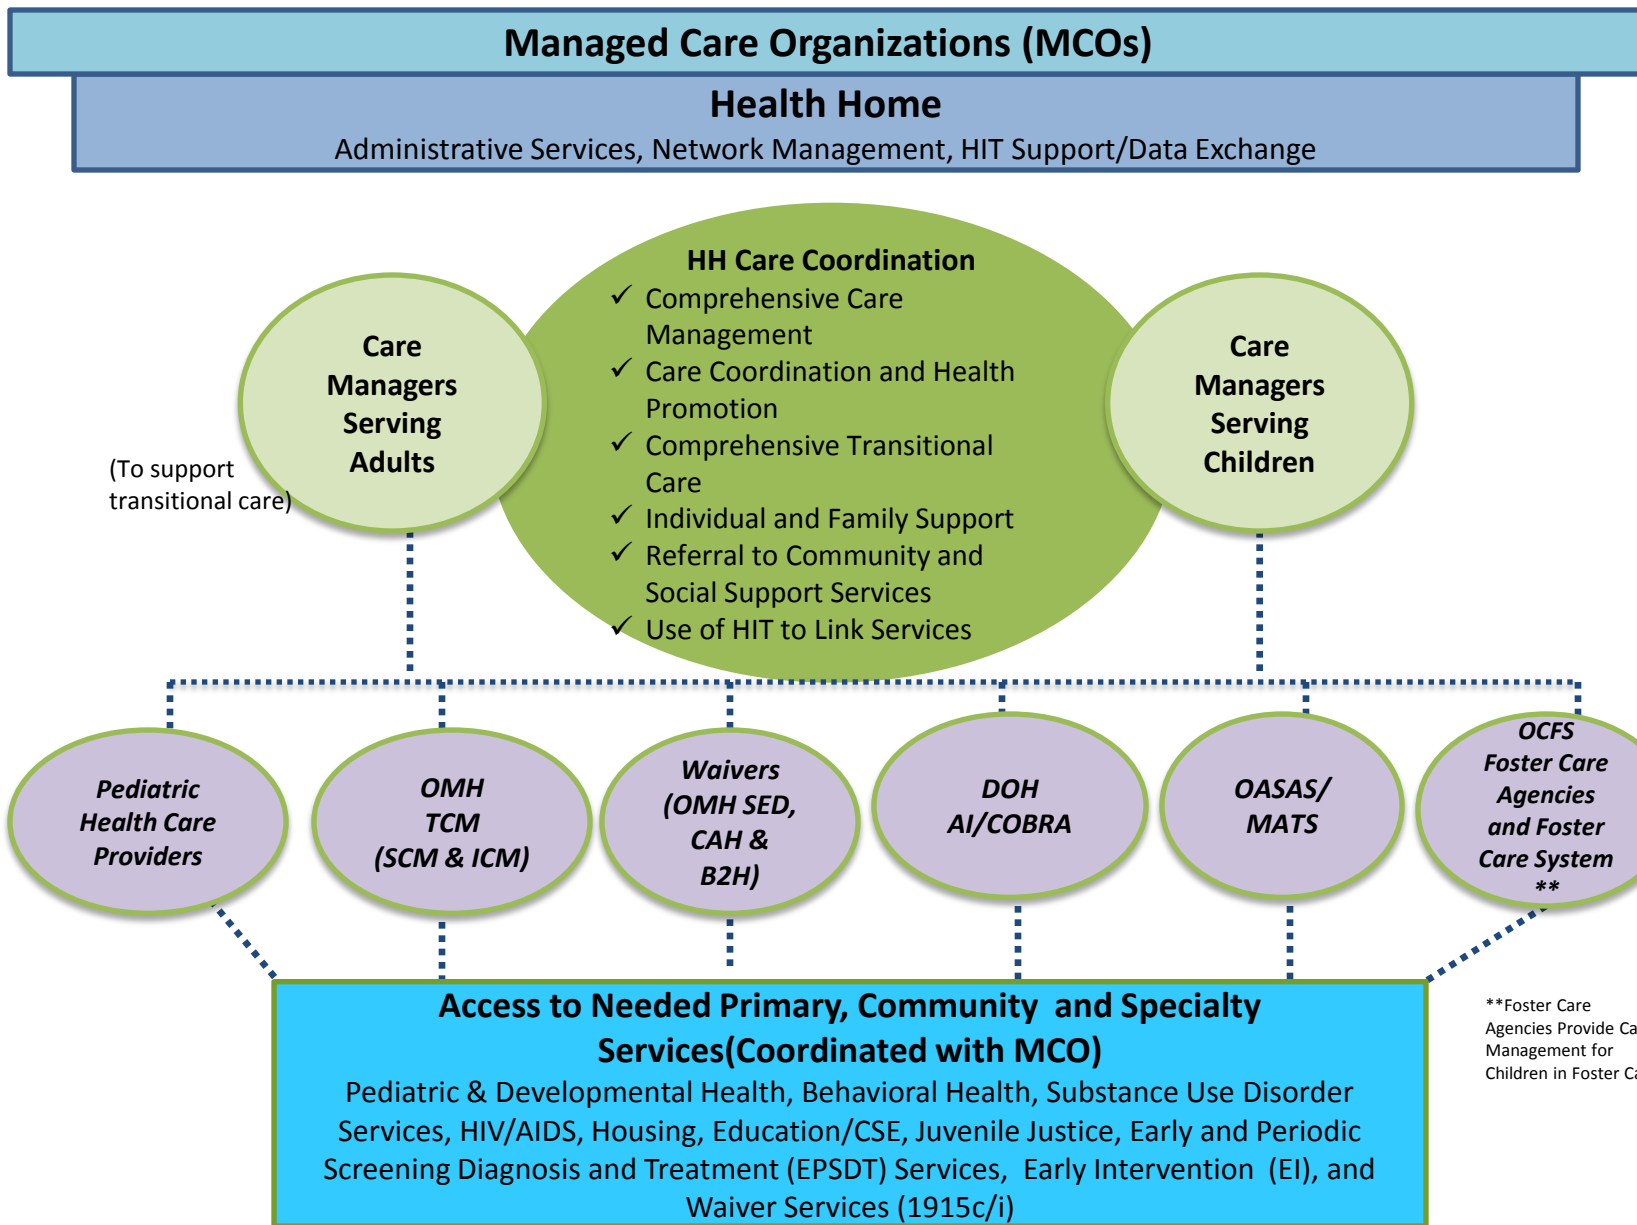 Managed Care Organizations (MCOs)
Health Home
Administrative Services, Network Management, HIT Support/Data Exchange
HH Care Coordination
✓ Comprehensive Care
Management
✓ Care Coordination and Health
Promotion
✓ Comprehensive Transitional
Care
✓ Individual and Family Support
✓ Referral to Community and
Social Support Services
✓ Use of HIT to Link Services
Care
Managers
Serving
Adults
(To support
transitional care)
Care
Managers
Serving
Children
Pediatric
Health Care
Providers
OMH
TCM
(SCM & ICM)
Waivers
(OMH SED,
CAH &
B2H)
DOH
AI/COBRA
OASAS/
MATS
OCFS
Foster Care
Agencies
and Foster
Care System
**
Access to Needed Primary, Community and Specialty
Services(Coordinated with MCO)
Pediatric & Developmental Health, Behavioral Health, Substance Use Disorder
Services, HIV/AIDS, Housing, Education/CSE, Juvenile Justice, Early and Periodic
Screening Diagnosis and Treatment (EPSDT) Services, Early Intervention (EI), and
Waiver Services (1915c/i)
**Foster Care
Agencies Provide
Management for
Children in Foster